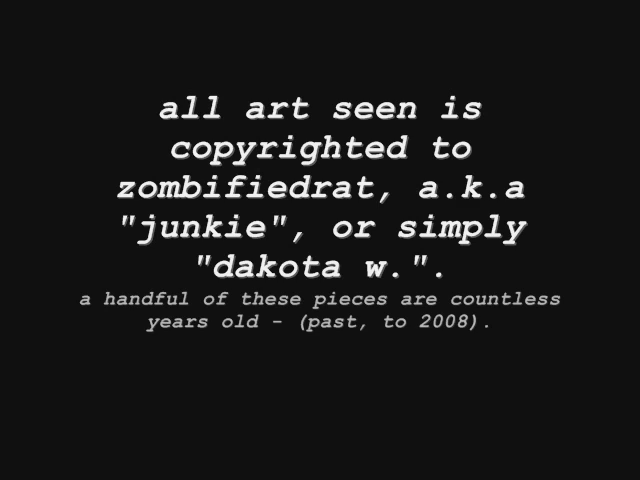 all art seen is
copyrighted to
zombifiedrat, a.k.a
"junkie", or simply
"dakota w.".
a handful of these pieces are countless
years old - (past, to 2008).